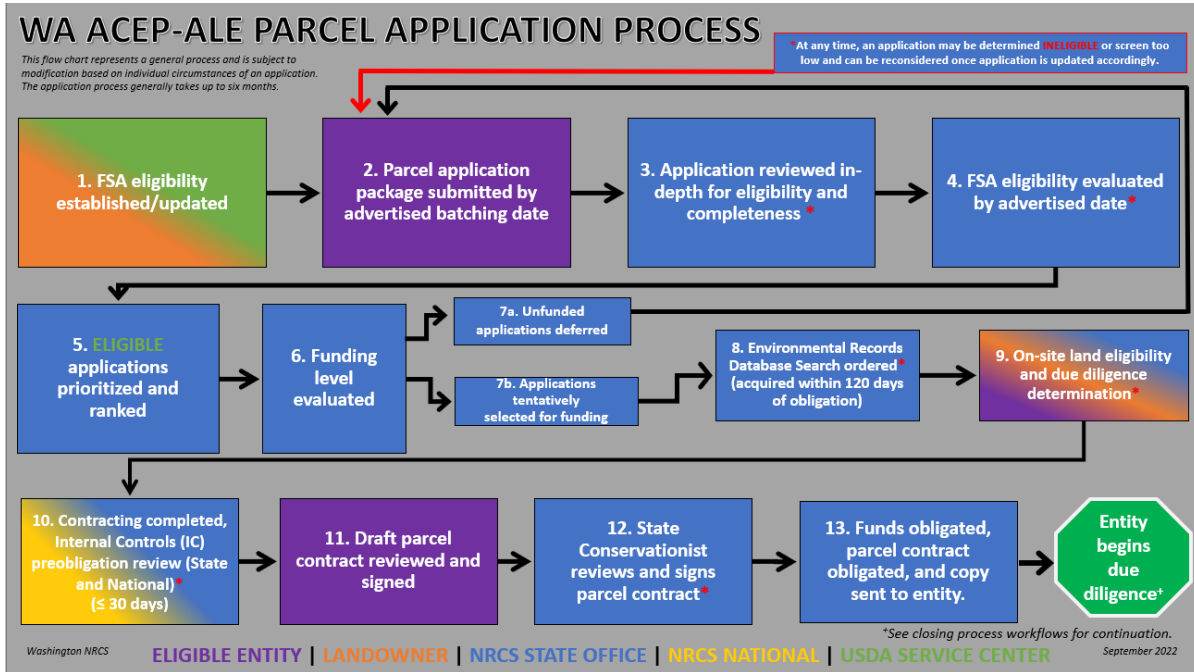 WA ACEP-ALE PARCEL APPLICATION PROCESS
This flow chart represents a general process and is subject to
modification based on individual circumstances of an application.
The application process generally takes up to six months.
*At any time, an application may be determined INELIGIBLE or screen too
low and can be reconsidered once application is updated accordingly.
1. FSA eligibility
established/updated
2. Parcel application
package submitted by
advertised batching date
3. Application reviewed in-
depth for eligibility and
completeness *
4. FSA eligibility evaluated
by advertised date*
5. ELIGIBLE
applications
prioritized and
ranked
6. Funding
level
evaluated
7a. Unfunded
applications deferred
7b. Applications
tentatively
selected for funding
8. Environmental Records
Database Search ordered*
(acquired within 120 days
of obligation)
9. On-site land eligibility
and due diligence
determination*
10. Contracting completed,
Internal Controls (IC)
preobligation review (State
and National)*
(≤ 30 days)
11. Draft parcel
contract reviewed and
signed
12. State
Conservationist
reviews and signs
parcel contract*
13. Funds obligated,
parcel contract
obligated, and copy
sent to entity.
Entity
begins
due
diligence⁺
⁺See closing process workflows for continuation.
Washington NRCS
ELIGIBLE ENTITY | LANDOWNER | NRCS STATE OFFICE | NRCS NATIONAL | USDA SERVICE CENTER
September 2022